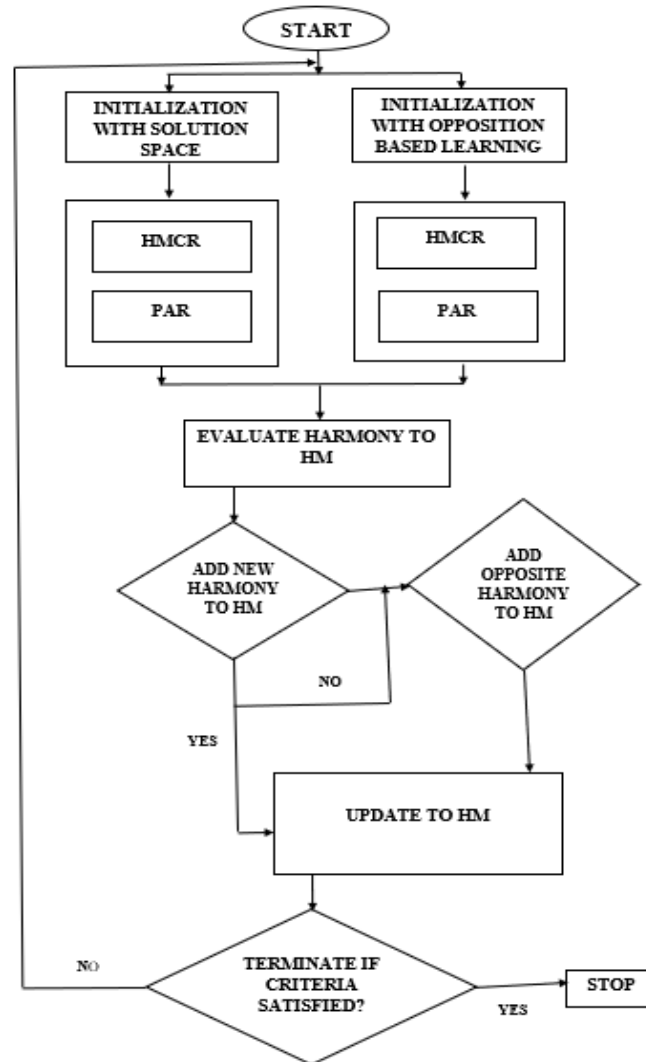 START
INITIALIZATION
WITH SOLUTION
SPACE
INITIALIZATION
WITH OPPOSITION
BASED LEARNING
HMCR
PAR
HMCR
PAR
EVALUATE HARMONY TO
HM
ADD NEW
HARMONY
TO HM
ADD
OPPOSITE
HARMONY
TO HM
NO
YES
UPDATE TO HM
NO
TERMINATE IF
CRITERIA
SATISFIED?
YES
STOP